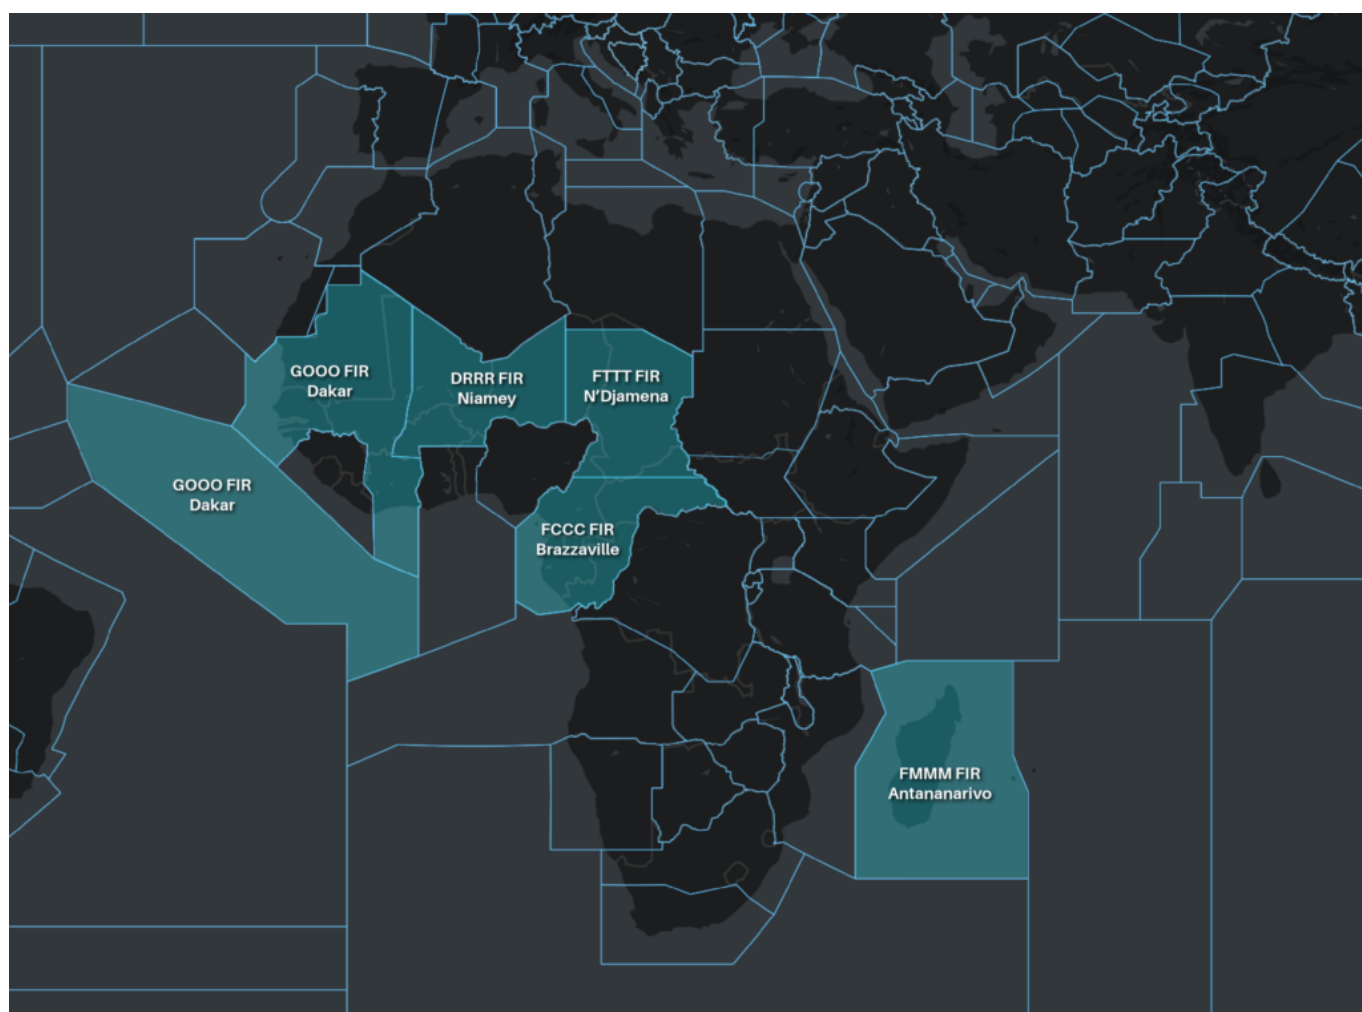 GOOO FIR
Dakar
DRRR FIR
Niamey
FTTT FIR
N'Djamena
GOOO FIR
Dakar
FCCC FIR
Brazzaville
FMMM FIR
Antananarivo